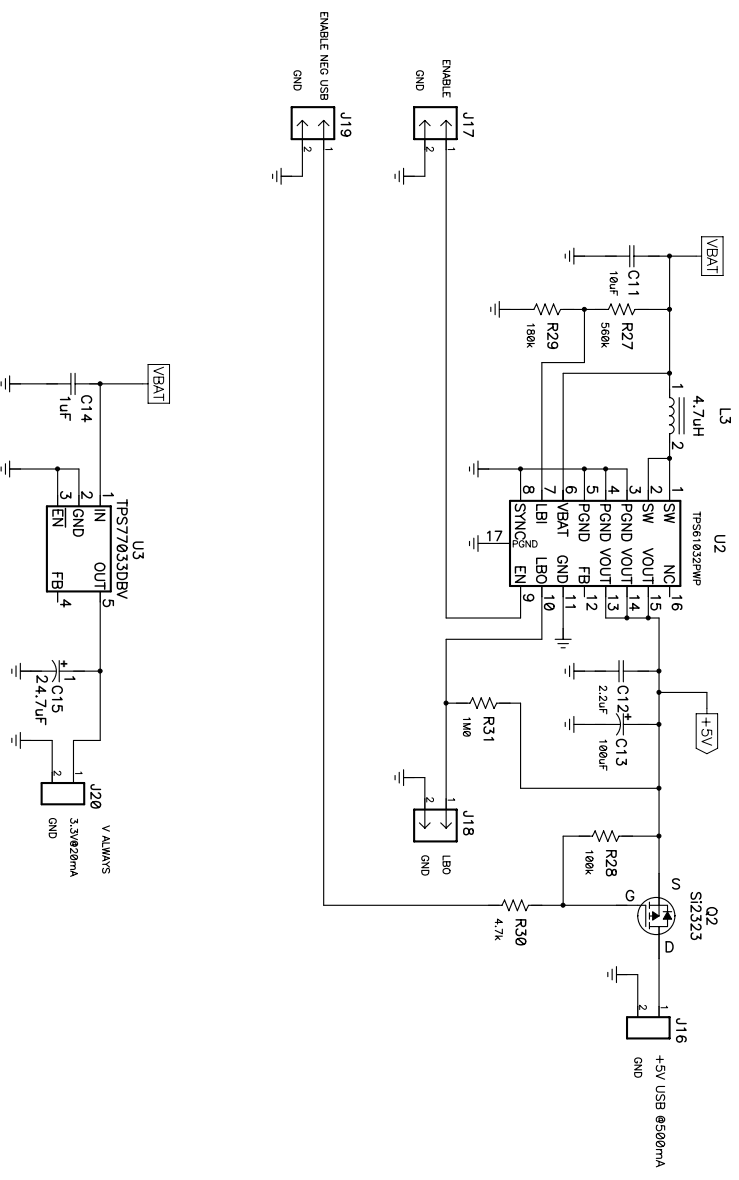 VBAT
C11
10uF
R27
560k
R29
180k
L3
4.7uH
1
2
U2
TPS61032PWP
1
SW
2
SW
3
PGND
4
PGND
5
PGND
6
VBAT
7
LBI
8
SYNC
17
PGND
NC
16
VOUT
15
VOUT
14
VOUT
13
FB
12
GND
11
LBO
10
EN
9
+5V
C12
2.2uF
+
C13
100uF
R31
1M0
R28
100k
R30
4.7k
Q2
Si2323
S
G
D
J16
1
2
+5V USB @500mA
GND
J17
1
2
ENABLE
GND
J18
1
2
LBO
GND
J19
1
2
ENABLE NEG USB
GND
VBAT
C14
1uF
U3
TPS77033DBV
1
IN
2
GND
3
EN
OUT
5
FB
4
+
1
C15
2
4.7uF
J20
1
2
V ALWAYS
3.3V@20mA
GND